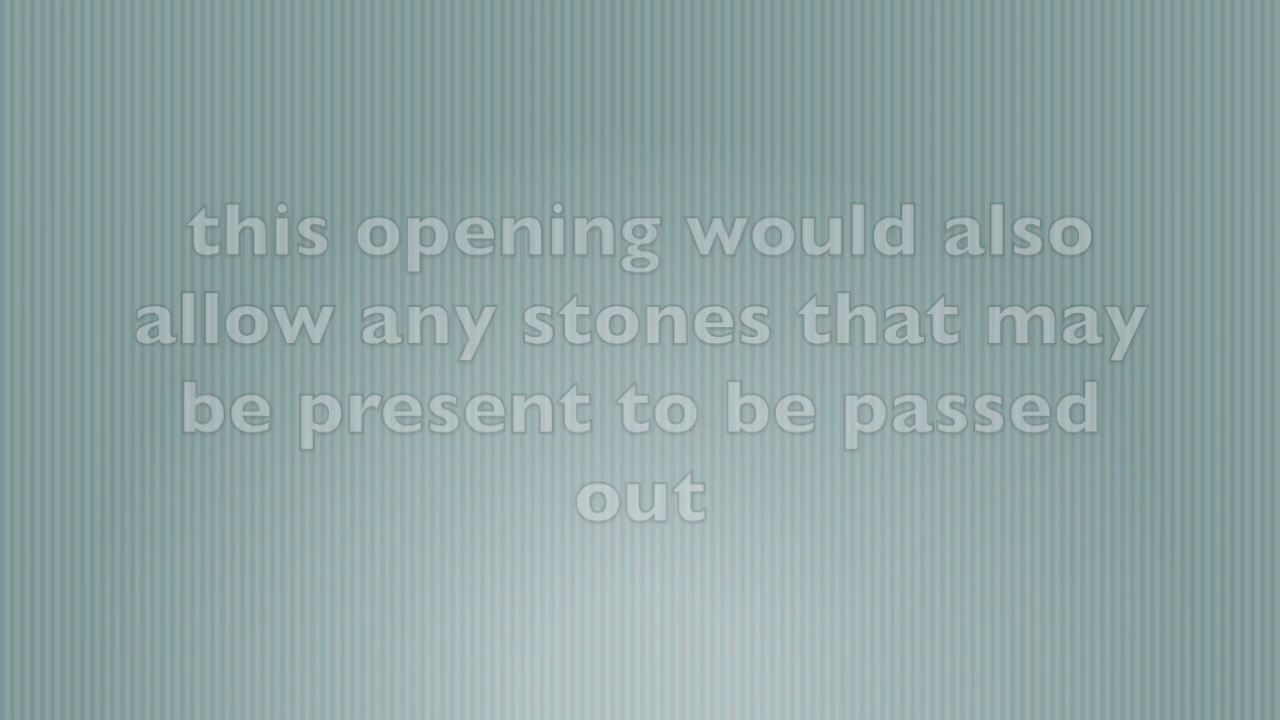 this opening would also
allow any stones that may
be present to be passed
out